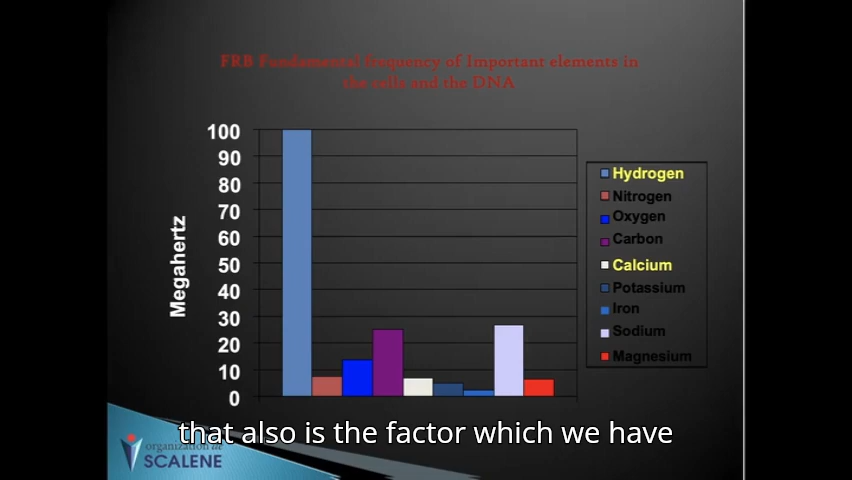 FRB Fundamental frequency of Important elements in
the cells and the DNA
100
90
80
70
60
50
40
30
20
10
0
Megahertz
Hydrogen
Nitrogen
Oxygen
Carbon
Calcium
Potassium
Iron
Sodium
Magnesium
that also is the factor which we have
organization de
SCALENE